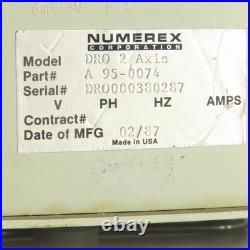 NUMEREX
CORPORATION
Model DRO 2 Axis
Part# A 95-0074
Serial# DRO000380287
V PH HZ AMPS
Contract#
Date of MFG 02/87
Made in USA